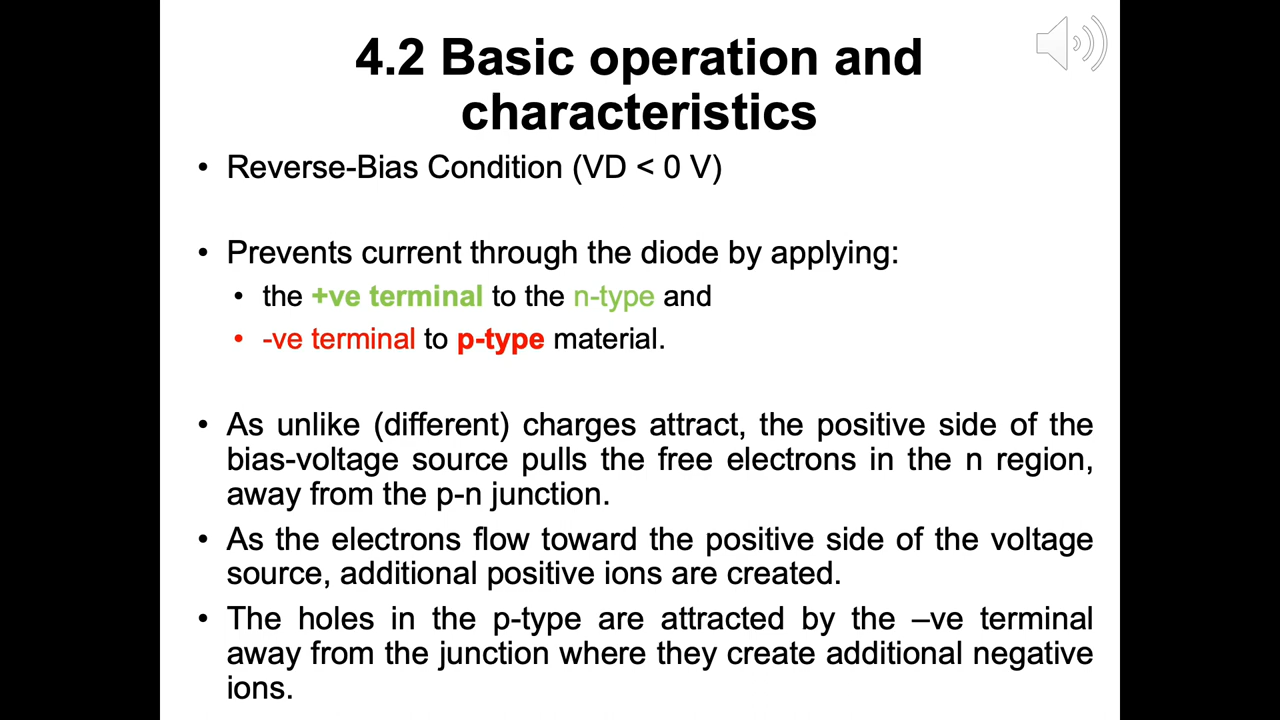 4.2 Basic operation and
characteristics
• Reverse-Bias Condition (VD < 0 V)
• Prevents current through the diode by applying:
• the +ve terminal to the n-type and
• -ve terminal to p-type material.
• As unlike (different) charges attract, the positive side of the
bias-voltage source pulls the free electrons in the n region,
away from the p-n junction.
• As the electrons flow toward the positive side of the voltage
source, additional positive ions are created.
• The holes in the p-type are attracted by the –ve terminal
away from the junction where they create additional negative
ions.